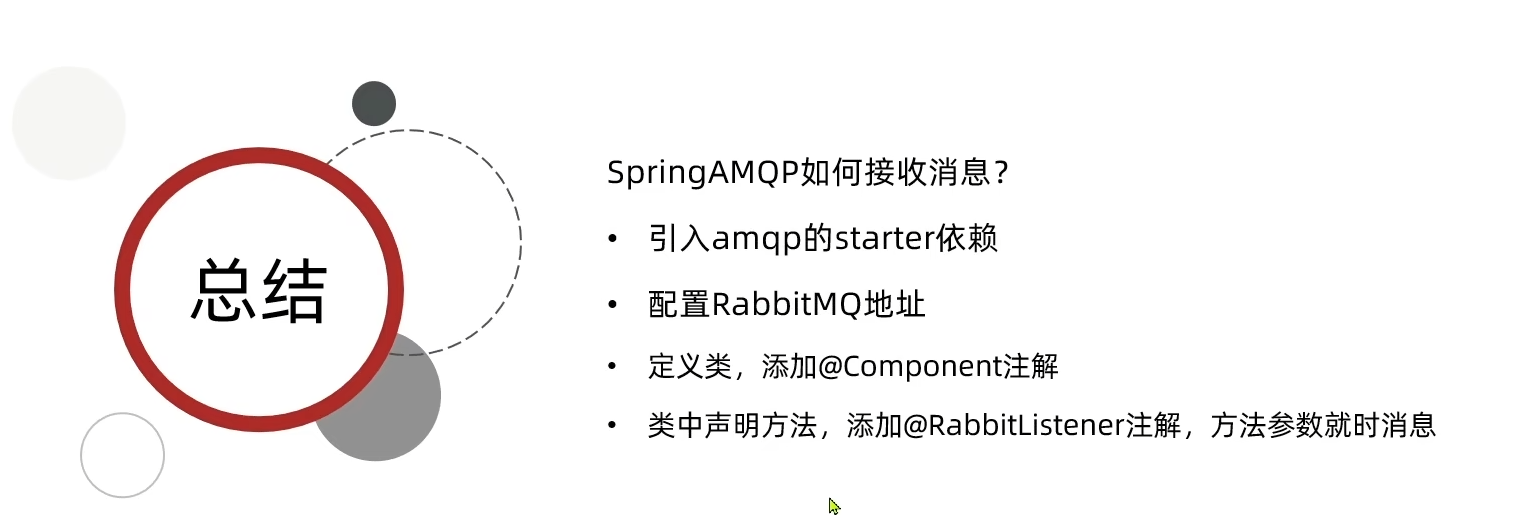 总结
SpringAMQP如何接收消息？
• 引入amqp的starter依赖
• 配置RabbitMQ地址
• 定义类，添加@Component注解
• 类中声明方法，添加@RabbitListener注解，方法参数就时消息